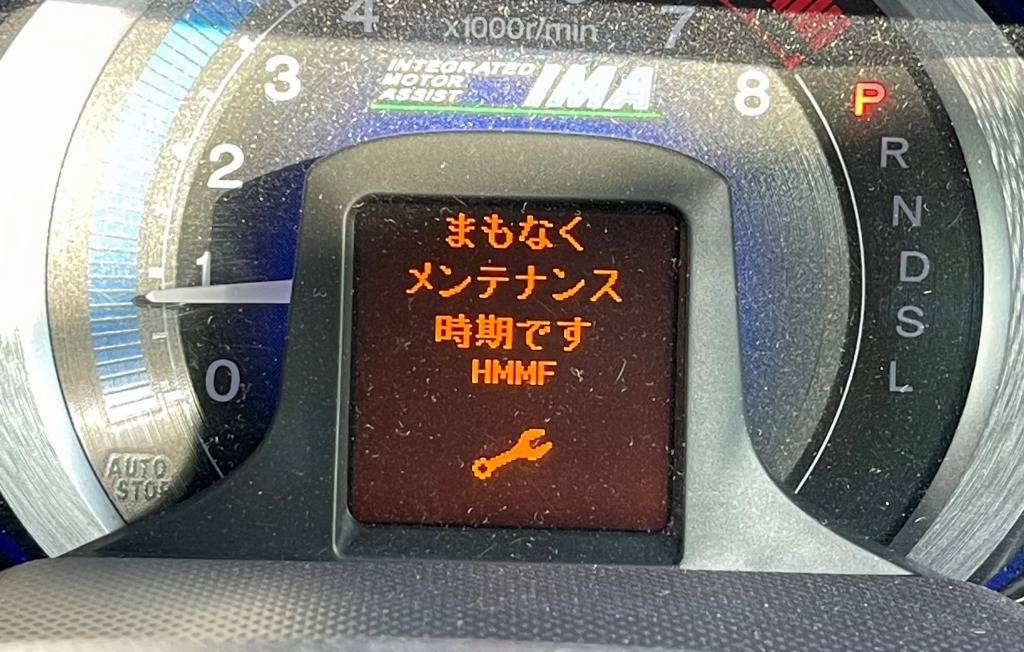 4
x1000r/min
7
3
INTEGRATED
MOTOR
ASSIST
IMA
8
P
2
R
まもなく
N
メンテナンス
1
D
時期です
S
HMMF
0
L
AUTO
STOP